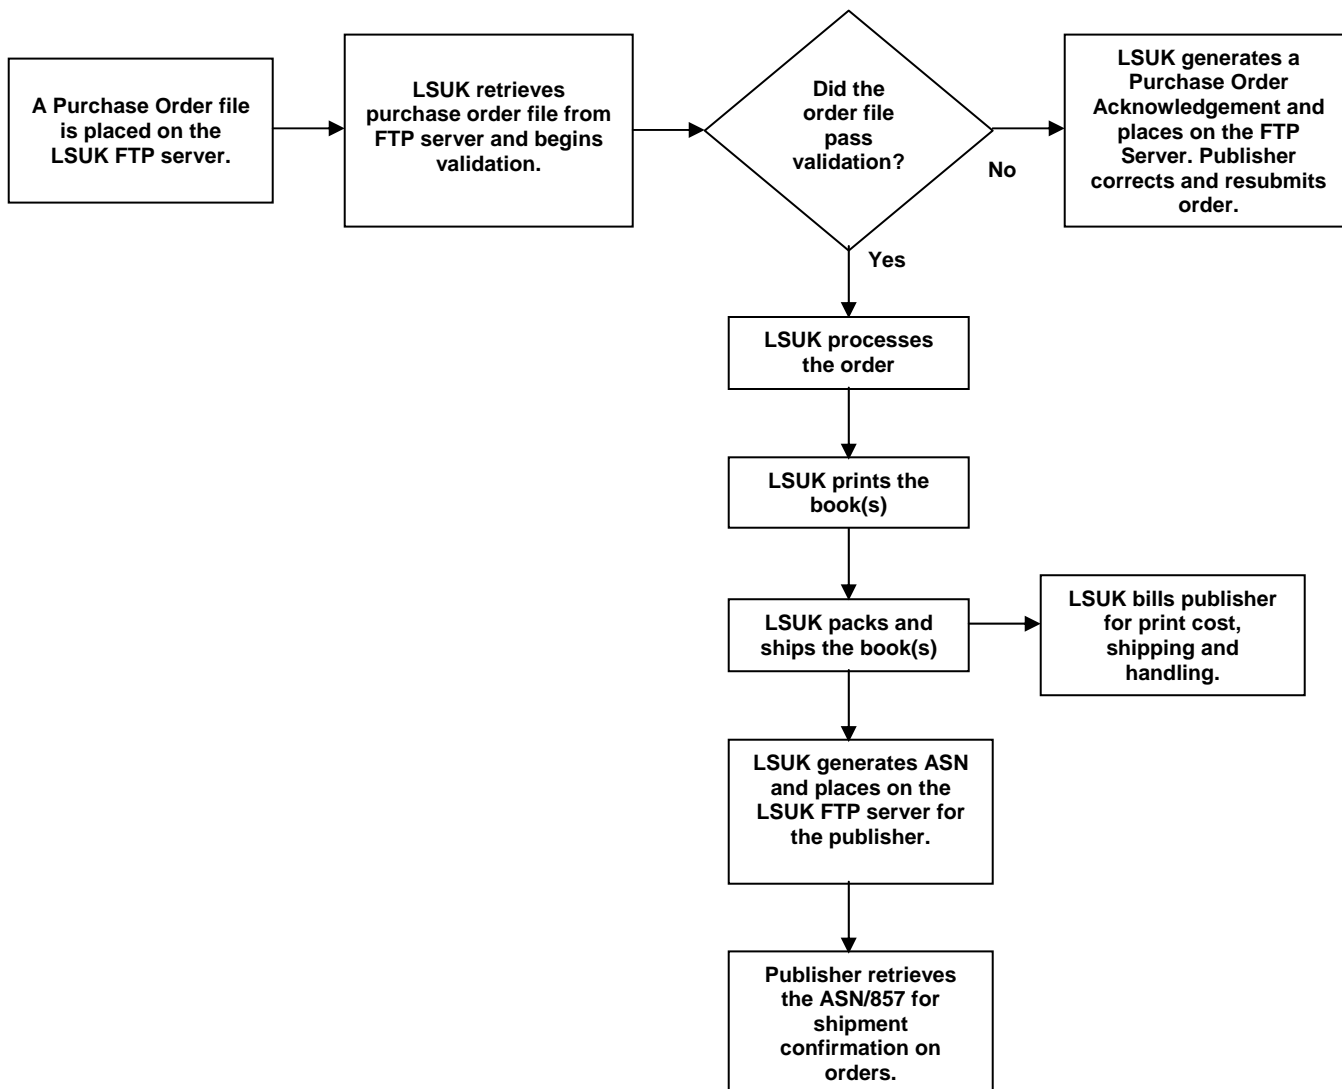 A Purchase Order file
is placed on the
LSUK FTP server.
LSUK retrieves
purchase order file from
FTP server and begins
validation.
Did the
order file
pass
validation?
No
LSUK generates a
Purchase Order
Acknowledgement and
places on the FTP
Server. Publisher
corrects and resubmits
order.
Yes
LSUK processes
the order
LSUK prints the
book(s)
LSUK packs and
ships the book(s)
LSUK bills publisher
for print cost,
shipping and
handling.
LSUK generates ASN
and places on the
LSUK FTP server for
the publisher.
Publisher retrieves
the ASN/857 for
shipment
confirmation on
orders.